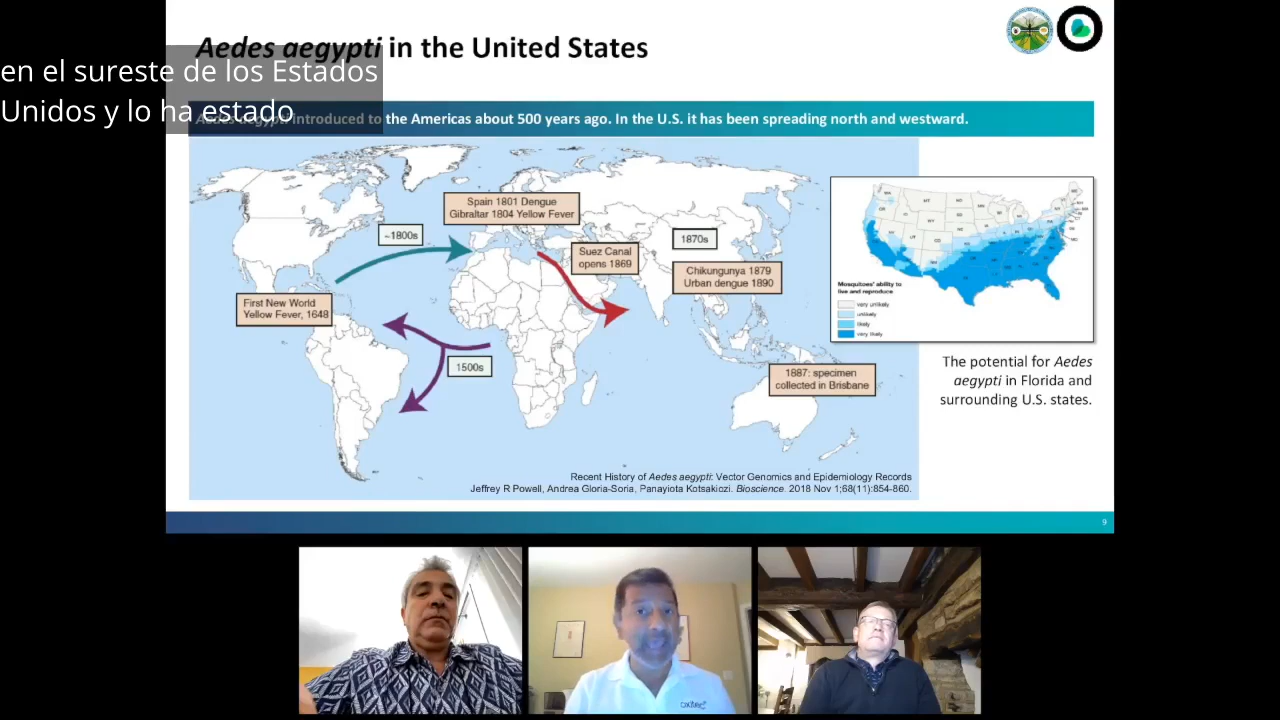 Aedes aegypti in the United States
en el sureste de los Estados
Unidos y lo ha estado
Aedes aegypti introduced to the Americas about 500 years ago. In the U.S. it has been spreading north and westward.
Spain 1801 Dengue
Gibraltar 1804 Yellow Fever
~1800s
Suez Canal
opens 1869
1870s
Chikungunya 1879
Urban dengue 1890
First New World
Yellow Fever, 1648
1500s
1887: specimen
collected in Brisbane
Mosquitoes' ability to
live and reproduce
very unlikely
unlikely
likely
very likely
The potential for Aedes
aegypti in Florida and
surrounding U.S. states.
Recent History of Aedes aegypti: Vector Genomics and Epidemiology Records
Jeffrey R Powell, Andrea Gloria-Soria, Panayiota Kotsakiozi. Bioscience. 2018 Nov 1;68(11):854-860.
9
oxitec